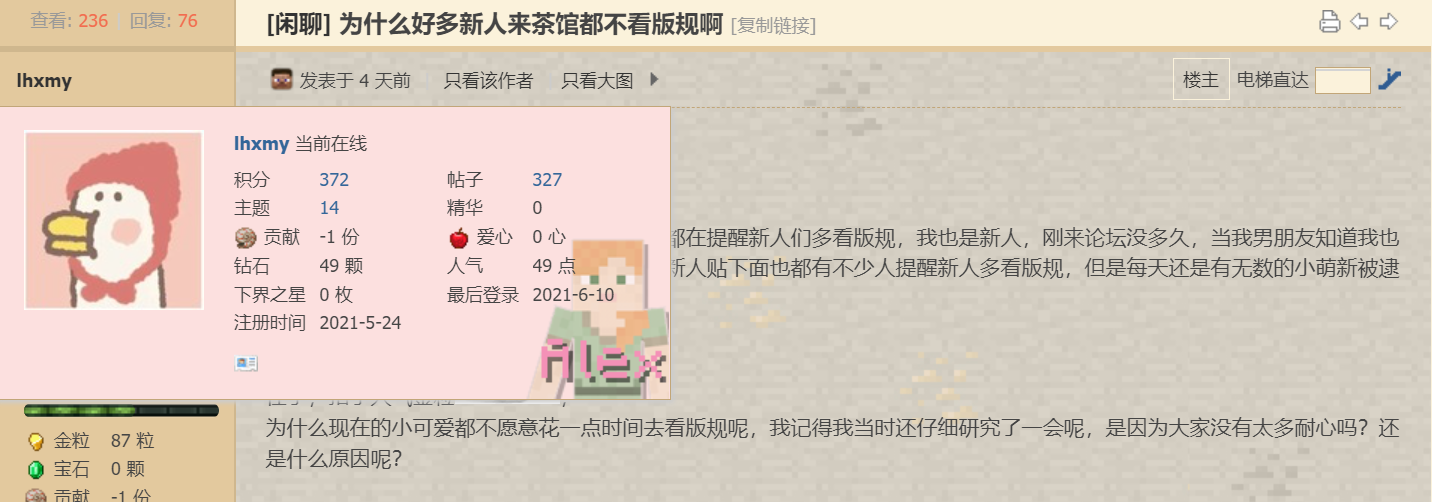 查看: 236 回复: 76
[闲聊] 为什么好多新人来茶馆都不看版规啊 [复制链接]
lhxmy
发表于 4 天前 只看该作者 只看大图
楼主 电梯直达
lhxmy 当前在线
积分 372 帖子 327
主题 14 精华 0
贡献 -1 份 爱心 0 心
钻石 49 颗 人气 49 点
下界之星 0 枚 最后登录 2021-6-10
注册时间 2021-5-24
Alex
都在提醒新人们多看版规，我也是新人，刚来论坛没多久，当我男朋友知道我也
新人贴下面也都有不少人提醒新人多看版规，但是每天还是有无数的小萌新被逮
为什么现在的小可爱都不愿意花一点时间去看版规呢，我记得我当时还仔细研究了一会呢，是因为大家没有太多耐心吗？还
是什么原因呢？
金粒 87 粒
宝石 0 颗
贡献 -1 份